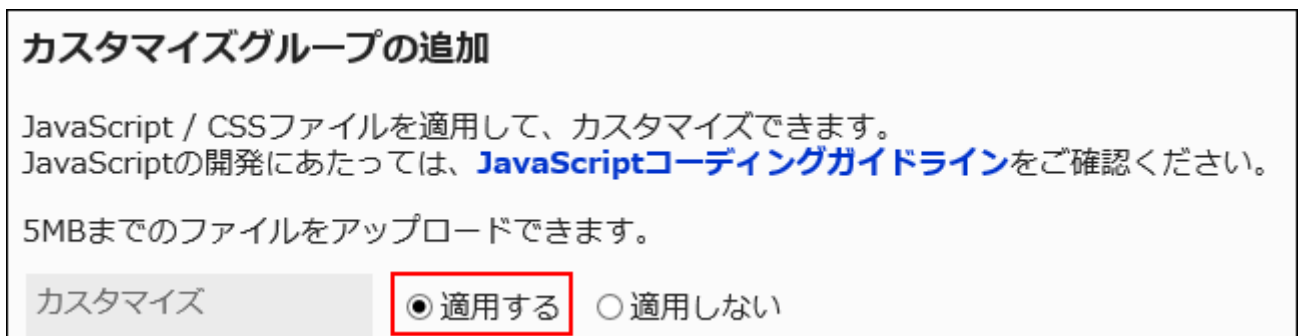 カスタマイズグループの追加
JavaScript / CSSファイルを適用して、カスタマイズできます。
JavaScriptの開発にあたっては、JavaScriptコーディングガイドラインをご確認ください。
5MBまでのファイルをアップロードできます。
カスタマイズ 適用する 適用しない